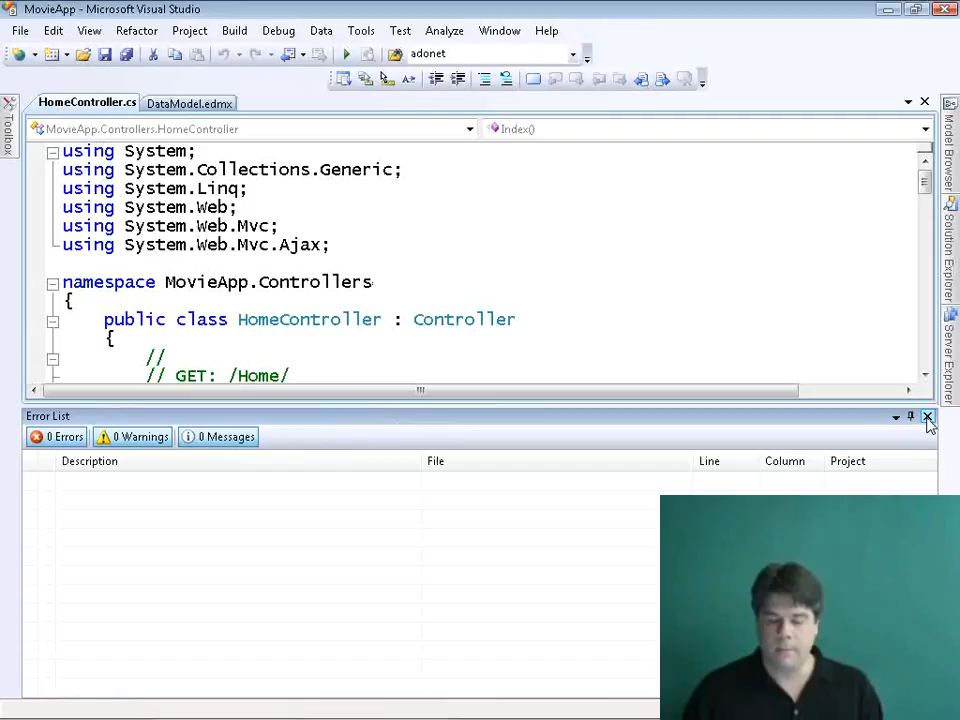 MovieApp - Microsoft Visual Studio
File Edit View Refactor Project Build Debug Data Tools Test Analyze Window Help
adonet
HomeController.cs DataModel.edmx
MovieApp.Controllers.HomeController Index()
using System;
using System.Collections.Generic;
using System.Linq;
using System.Web;
using System.Web.Mvc;
using System.Web.Mvc.Ajax;
namespace MovieApp.Controllers
{
public class HomeController : Controller
{
//
// GET: /Home/
Toolbox
Model Browser
Solution Explorer
Server Explorer
Error List
0 Errors 0 Warnings 0 Messages
Description File Line Column Project